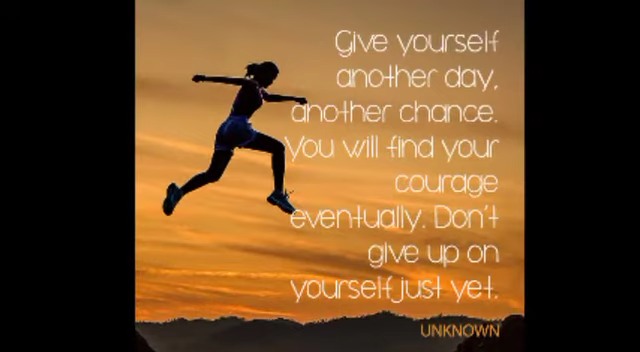 Give yourself
another day,
another chance.
You will find your
courage
eventually. Don't
give up on
yourself just yet.
UNKNOWN